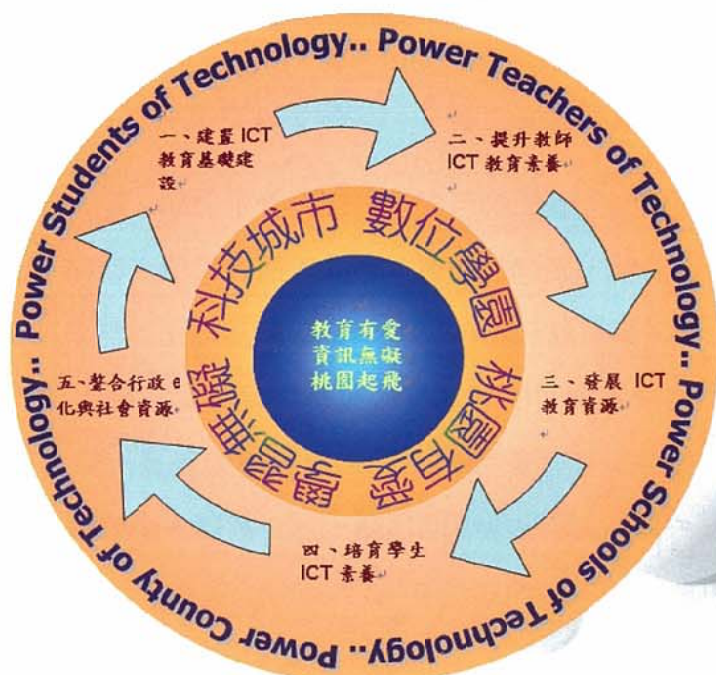 Power Students of Technology.. Power Teachers of Technology.. Power Schools of Technology.. Power County of Technology..
一、建置 ICT
教育基礎建
設
二、提升教師
ICT 教育素養
三、發展 ICT
教育資源
四、培育學生
ICT 素養
五、整合行政 e
化與社會資源
科技城市 數位學園 桃園有愛 學習無礙
教育有愛
資訊無礙
桃園起飛